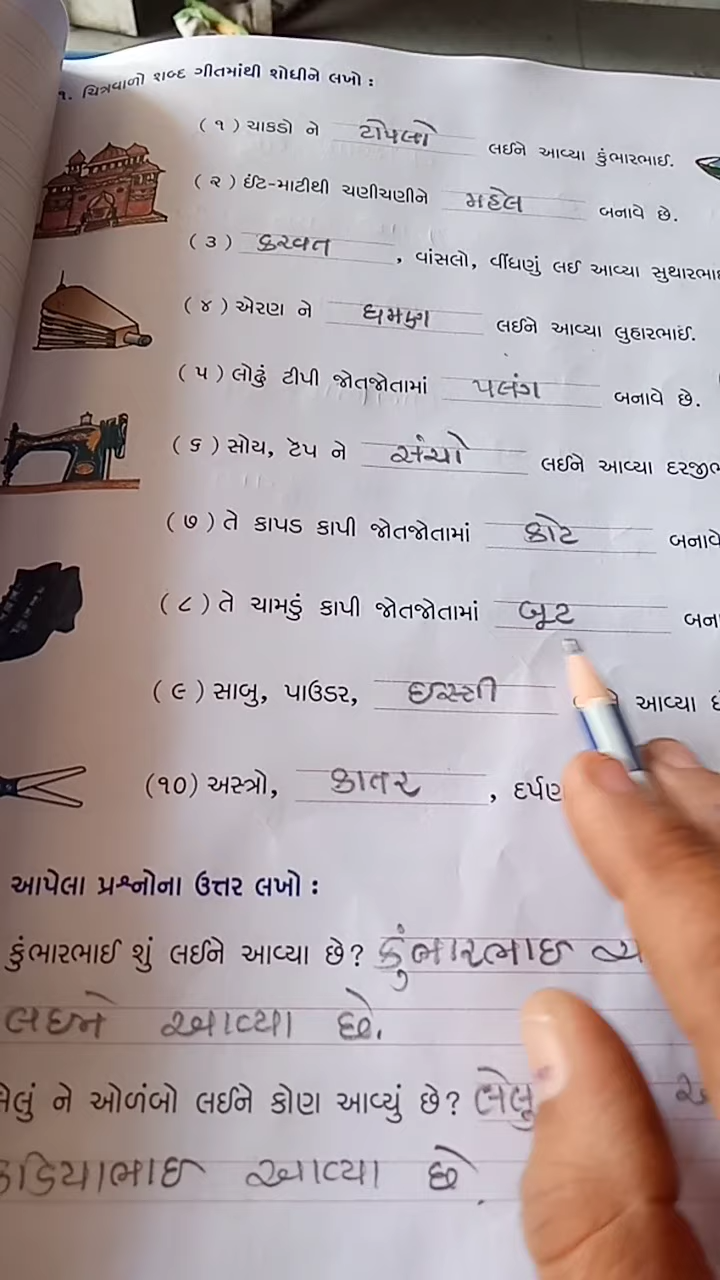 ૧. ચિત્રવાળો શબ્દ ગીતમાંથી શોધીને લખો :
(૧) ચાકડો ને ટોપલો લઈને આવ્યા કુંભારભાઈ.
(૨) ઈંટ-માટીથી ચણીચણીને મહેલ બનાવે છે.
(૩) કરવત, વાંસલો, વીંધણું લઈ આવ્યા સુથારભાઈ
(૪) એરણ ને ધમણ લઈને આવ્યા લુહારભાઈ.
(૫) લોઢું ટીપી જોતજોતામાં પલંગ બનાવે છે.
(૬) સોય, ટેપ ને સંચો લઈને આવ્યા દરજીભ
(૭) તે કાપડ કાપી જોતજોતામાં કોટ બનાવે
(૮) તે ચામડું કાપી જોતજોતામાં બૂટ બન
(૯) સાબુ, પાઉડર, ઇસ્ત્રી આવ્યા
(૧૦) અસ્ત્રો, કાતર, દર્પણ
આપેલા પ્રશ્નોના ઉત્તર લખો :
કુંભારભાઈ શું લઈને આવ્યા છે? કુંભારભાઇ ચ
લઇને આવ્યા છે.
લેલું ને ઓળંબો લઈને કોણ આવ્યું છે? લેલુ
કડિયાભાઇ આવ્યા છે.